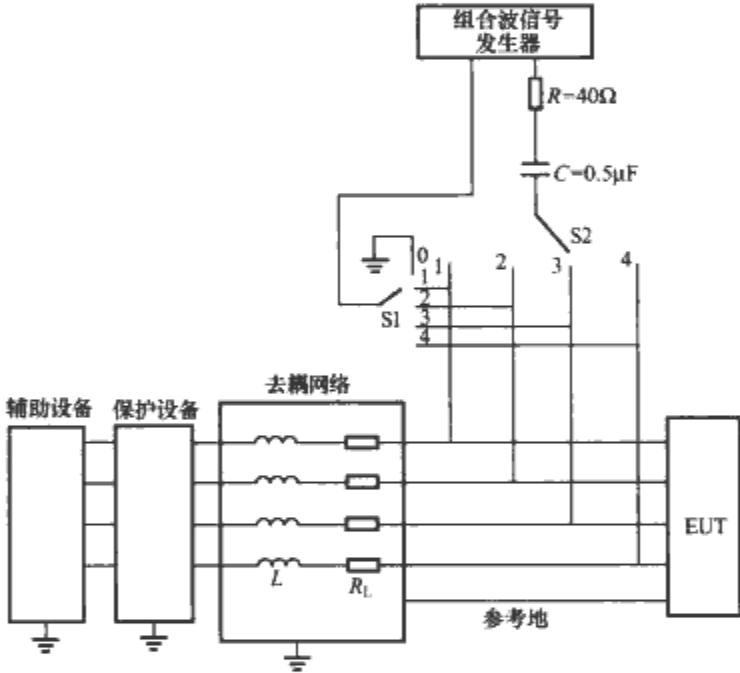 组合波信号
发生器
R=40Ω
C=0.5μF
S2
0
1
2
3
4
1
2
3
4
S1
去耦网络
辅助设备
保护设备
EUT
L
R_L
参考地